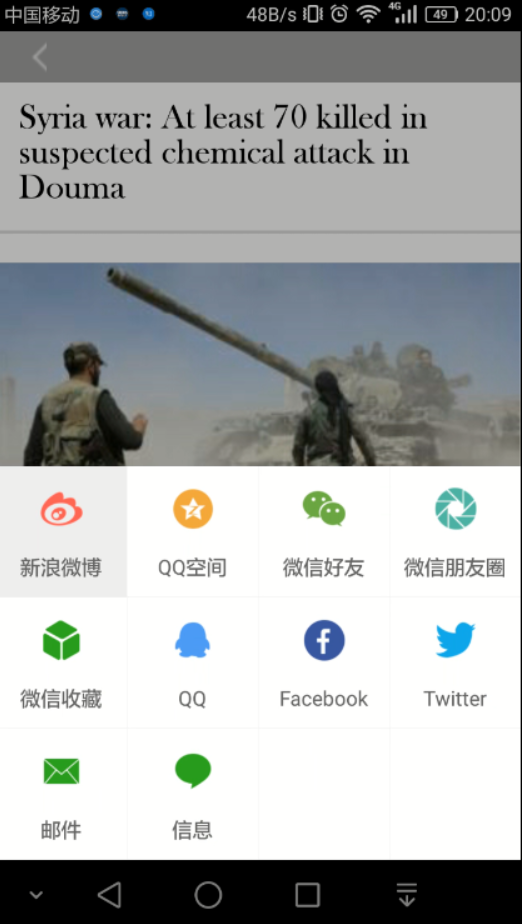 中国移动 48B/s 4G 49 20:09
Syria war: At least 70 killed in
suspected chemical attack in
Douma
新浪微博 QQ空间 微信好友 微信朋友圈
微信收藏 QQ Facebook Twitter
邮件 信息